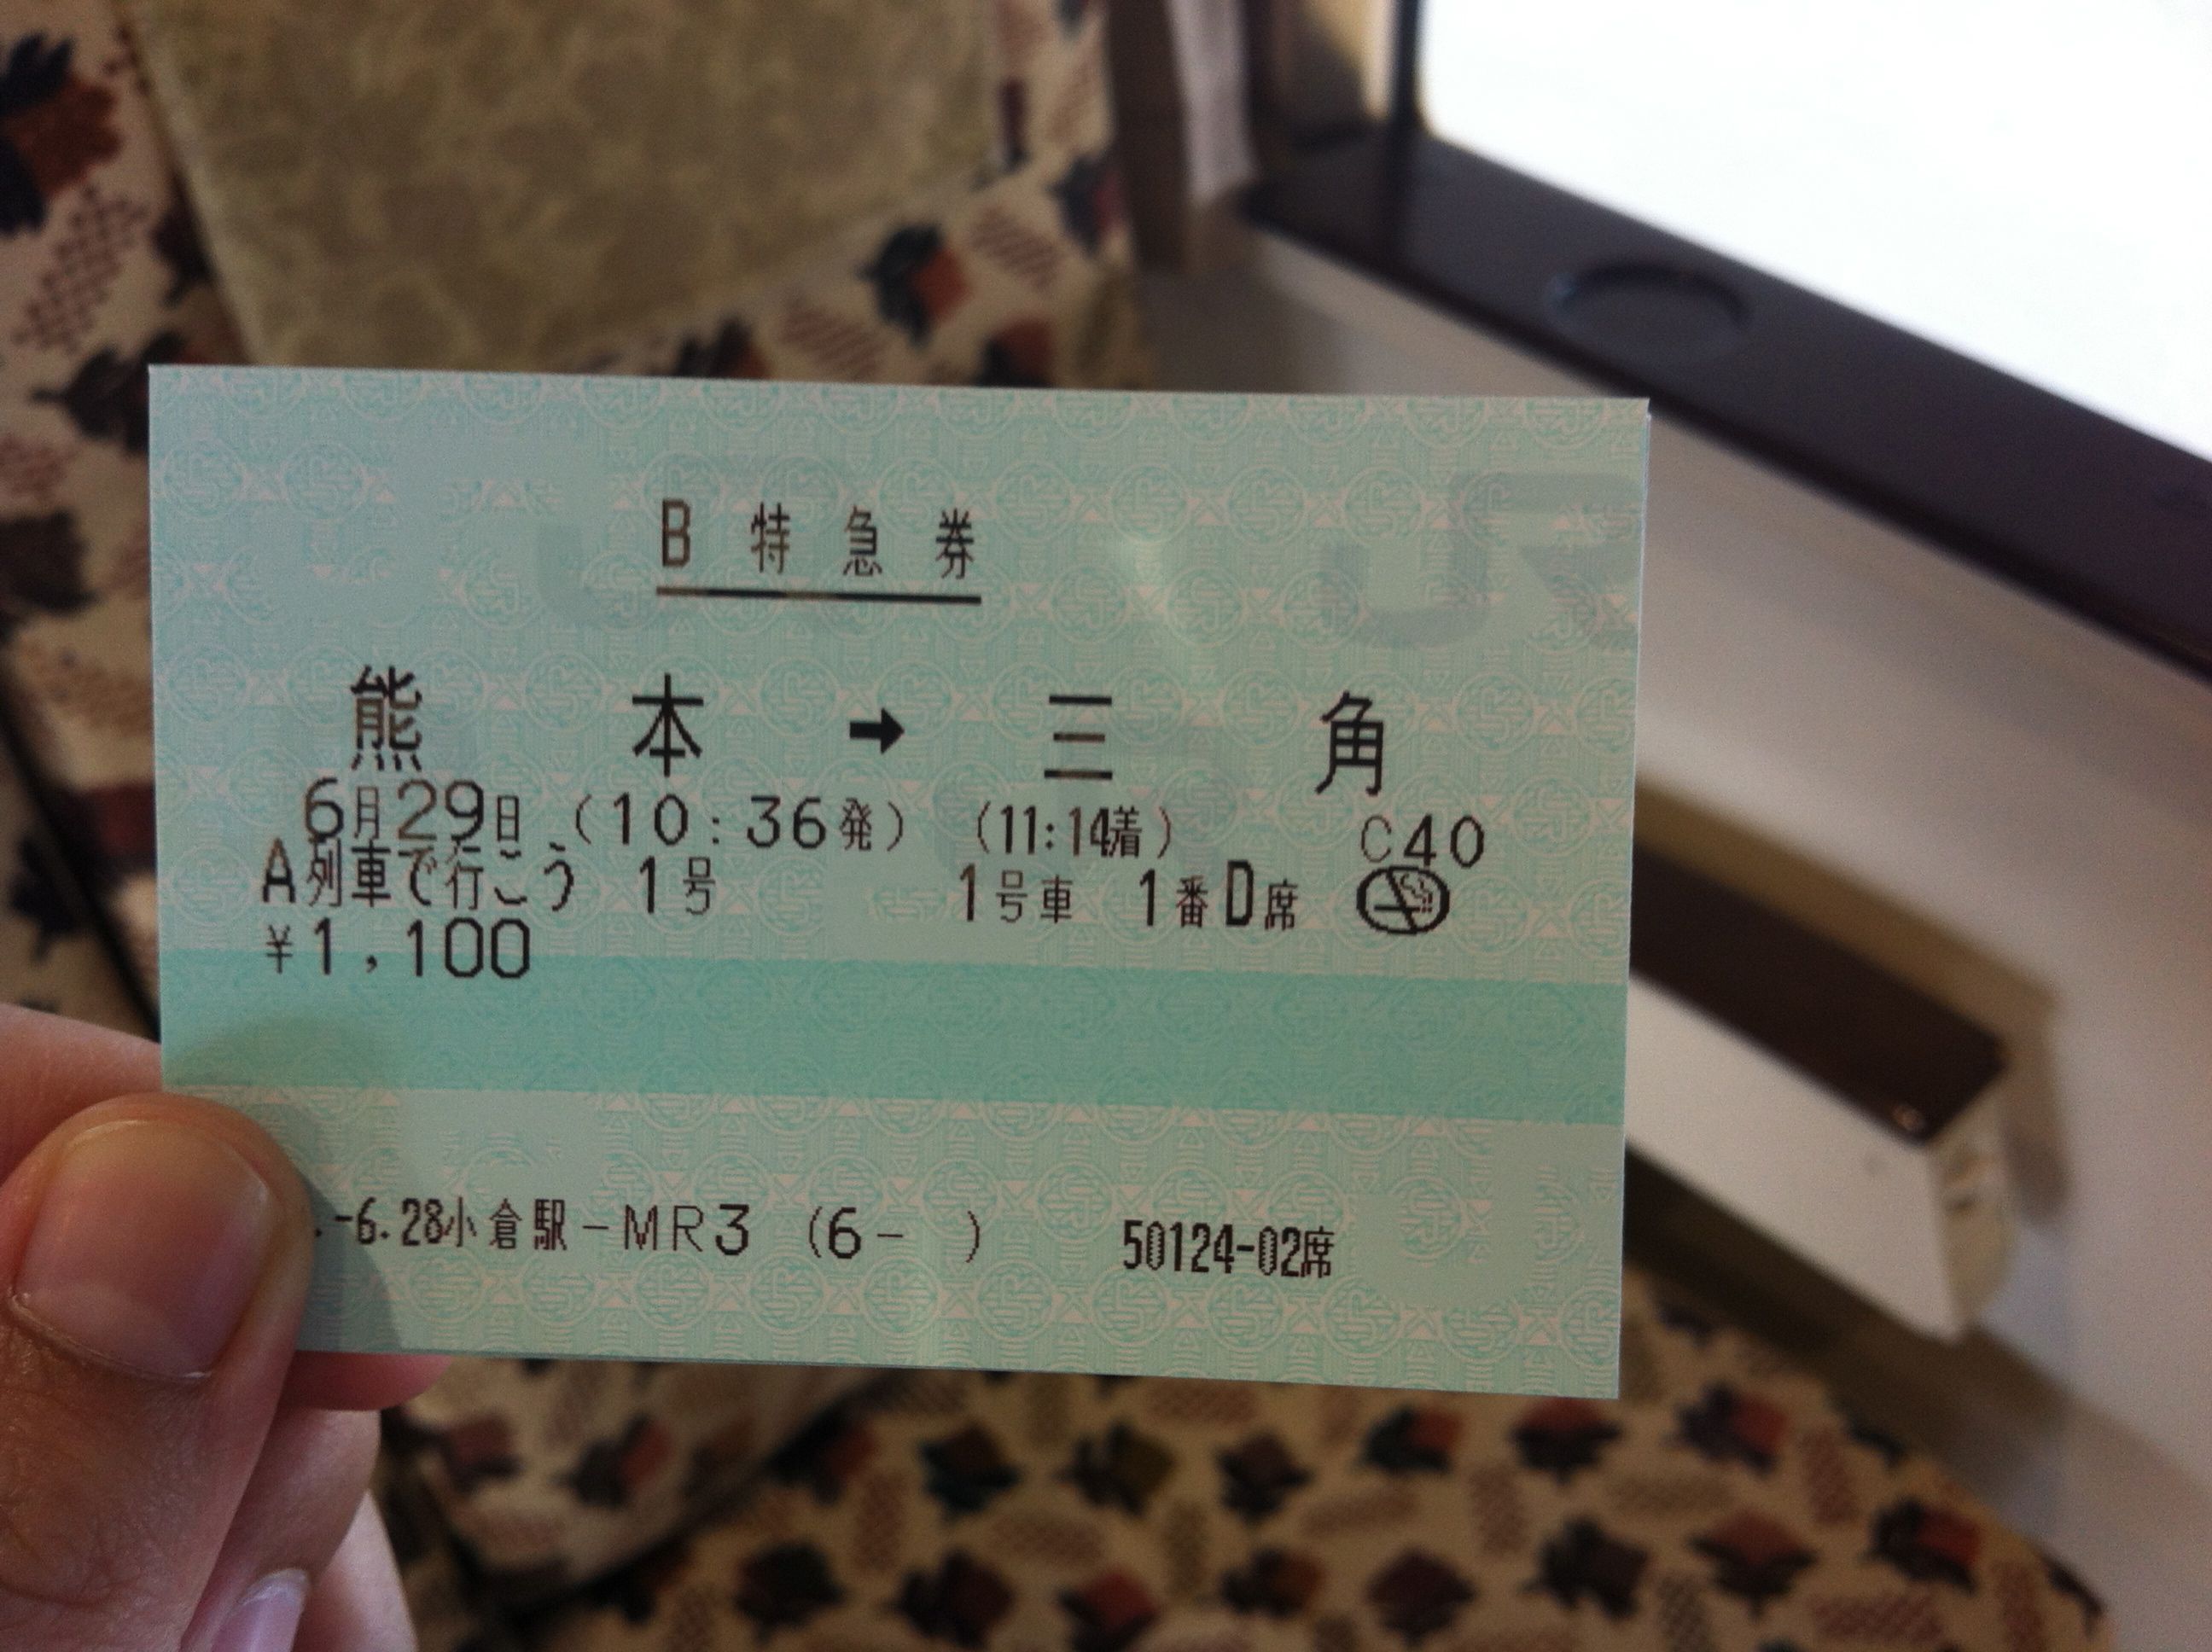 B特急券
熊本→三角
6月29日 (10:36発) (11:14着) C40
A列車で行こう 1号 1号車 1番D席
¥1,100
.-6.28小倉駅-MR3 (6- ) 50124-02席